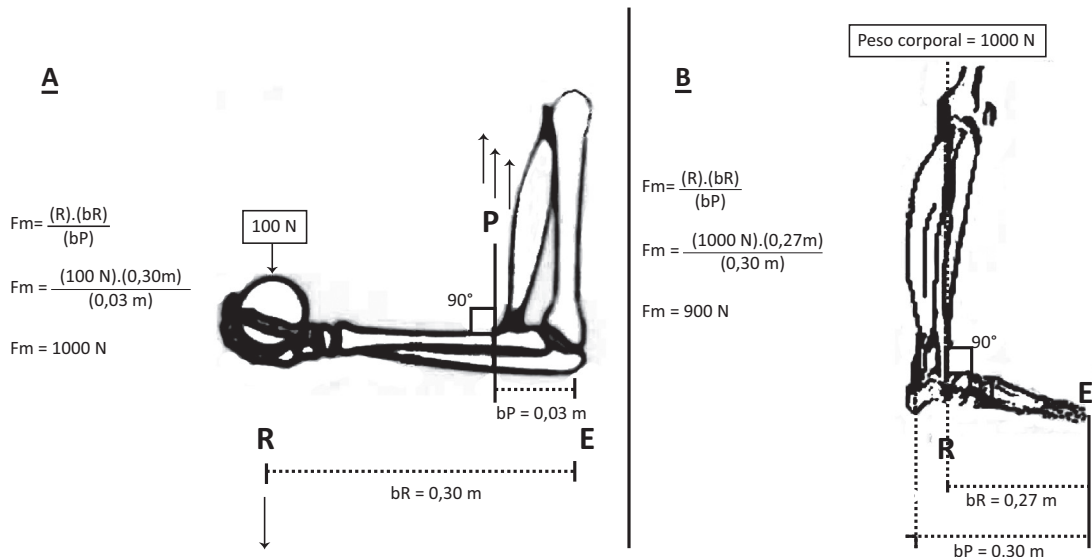 A
Fm= (R).(bR)
(bP)
Fm = (100 N).(0,30m)
(0,03 m)
Fm = 1000 N
100 N
P
90°
bP = 0,03 m
R
E
bR = 0,30 m
Peso corporal = 1000 N
B
Fm= (R).(bR)
(bP)
Fm = (1000 N).(0,27m)
(0,30 m)
Fm = 900 N
90°
E
R
bR = 0,27 m
bP = 0,30 m